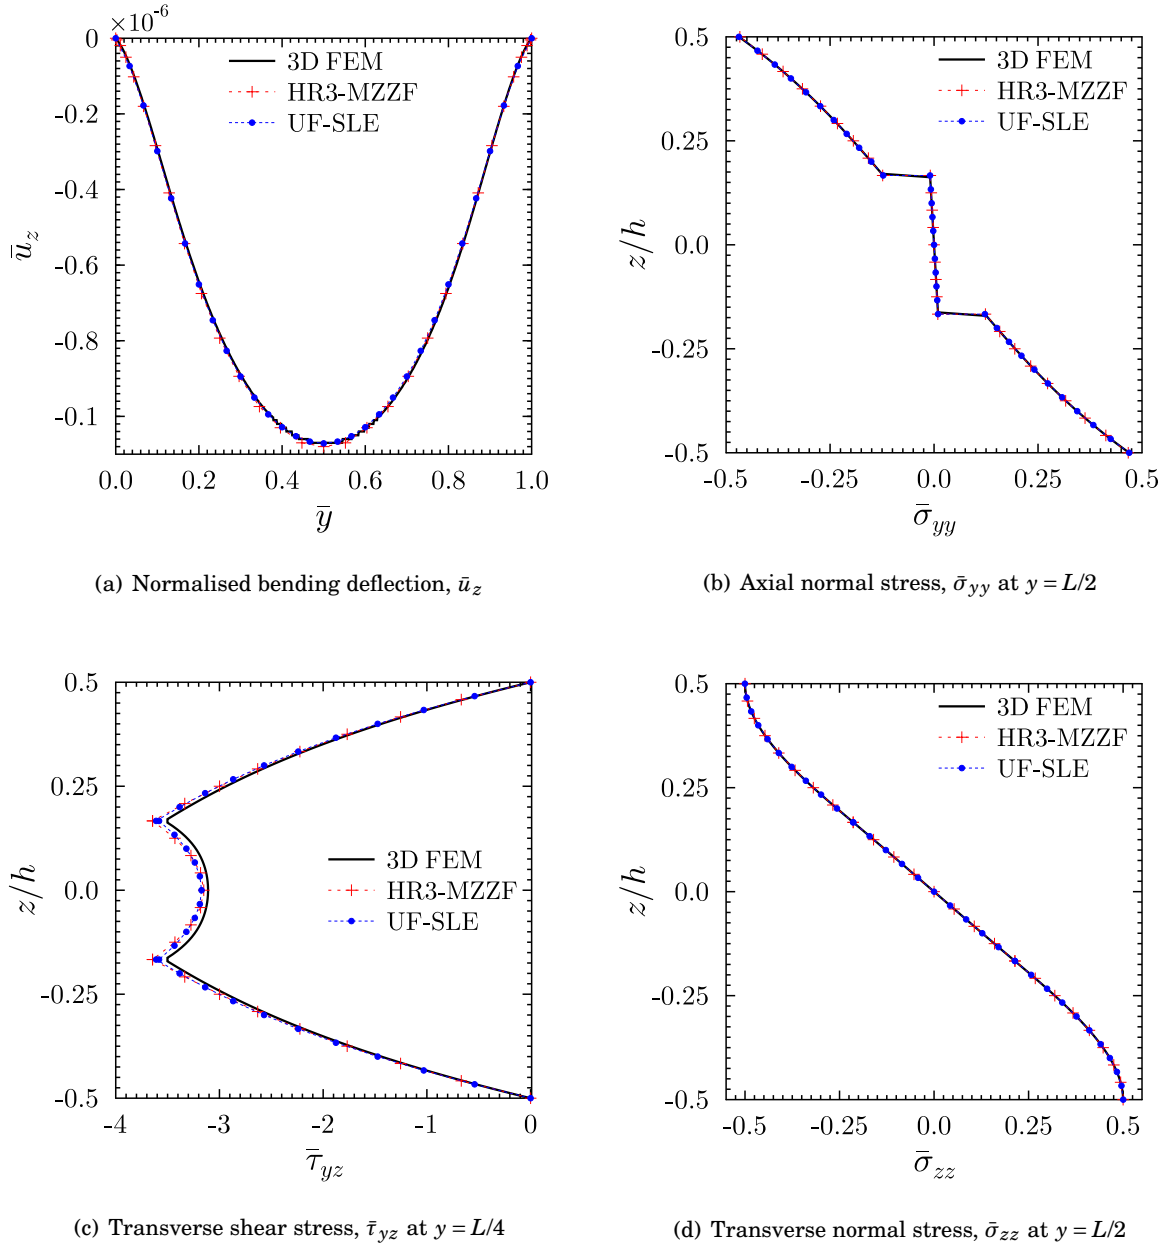 ×10⁻⁶
0
-0.2
-0.4
-0.6
-0.8
-0.1
ū_z
3D FEM
HR3-MZZF
UF-SLE
0.0 0.2 0.4 0.6 0.8 1.0
ȳ
(a) Normalised bending deflection, ū_z
0.5
0.25
0.0
-0.25
-0.5
z/h
3D FEM
HR3-MZZF
UF-SLE
-0.5 -0.25 0.0 0.25 0.5
σ̄_yy
(b) Axial normal stress, σ̄_yy at y = L/2
0.5
0.25
0.0
-0.25
-0.5
z/h
3D FEM
HR3-MZZF
UF-SLE
-4 -3 -2 -1 0
τ̄_yz
(c) Transverse shear stress, τ̄_yz at y = L/4
0.5
0.25
0.0
-0.25
-0.5
z/h
3D FEM
HR3-MZZF
UF-SLE
-0.5 -0.25 0.0 0.25 0.5
σ̄_zz
(d) Transverse normal stress, σ̄_zz at y = L/2